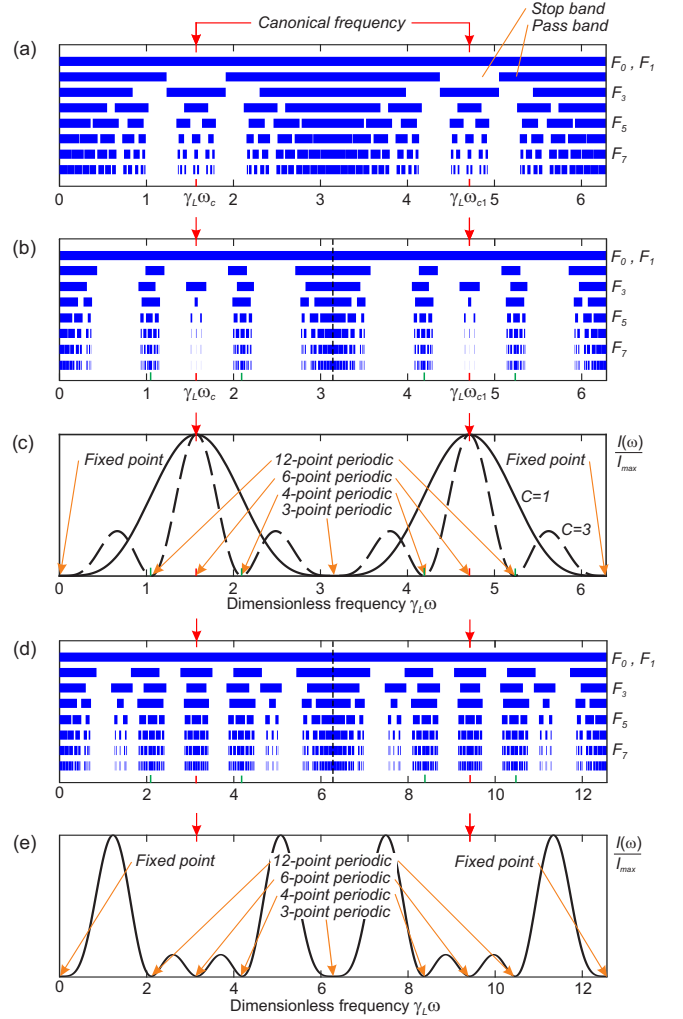 Stop band
(a) Canonical frequency Pass band
F0 , F1
F3
F5
F7
0 1 γLωc 2 3 4 γLωc1 5 6
(b)
F0 , F1
F3
F5
F7
0 1 γLωc 2 3 4 γLωc1 5 6
(c)
Fixed point 12-point periodic Fixed point I(ω)
6-point periodic Imax
4-point periodic C=1
3-point periodic C=3
0 1 2 3 4 5 6
Dimensionless frequency γLω
(d)
F0 , F1
F3
F5
F7
0 2 4 6 8 10 12
(e)
Fixed point 12-point periodic Fixed point I(ω)
6-point periodic Imax
4-point periodic
3-point periodic
0 2 4 6 8 10 12
Dimensionless frequency γLω